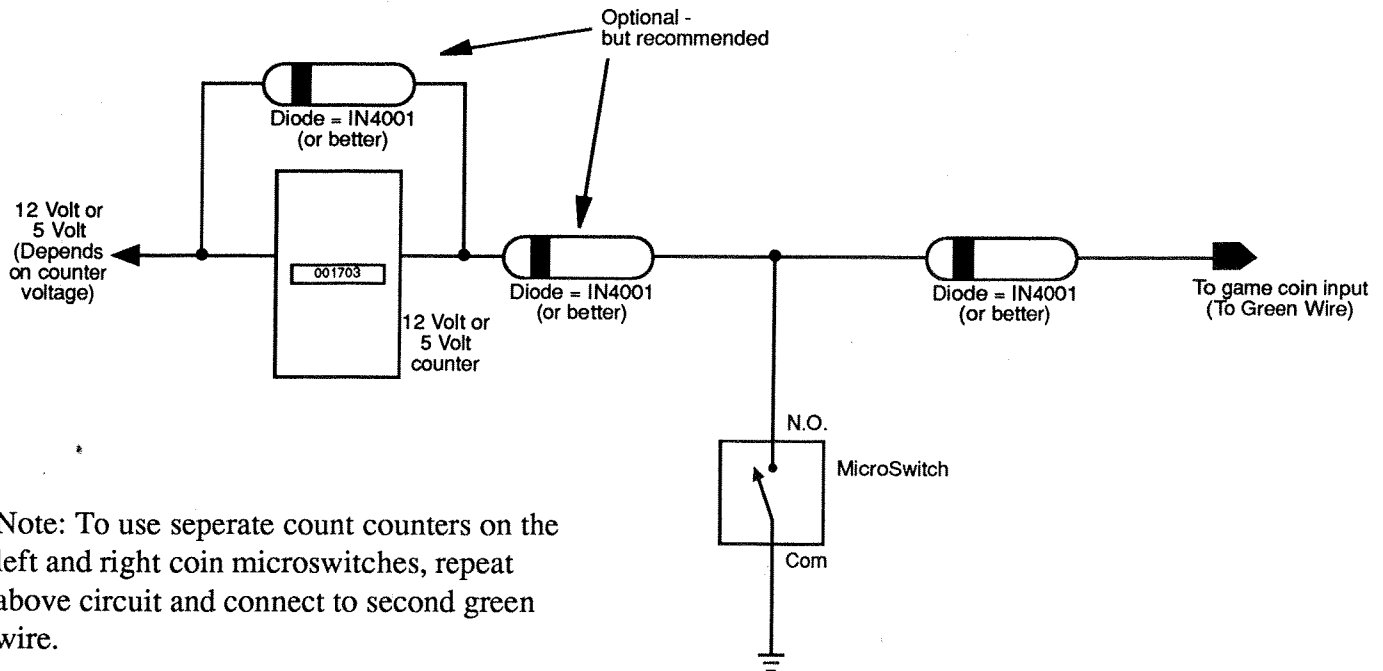 Optional -
but recommended
Diode = IN4001
(or better)
12 Volt or
5 Volt
(Depends
on counter
voltage)
001703
12 Volt or
5 Volt
counter
Diode = IN4001
(or better)
Diode = IN4001
(or better)
To game coin input
(To Green Wire)
N.O.
MicroSwitch
Com
Note: To use seperate count counters on the
left and right coin microswitches, repeat
above circuit and connect to second green
wire.